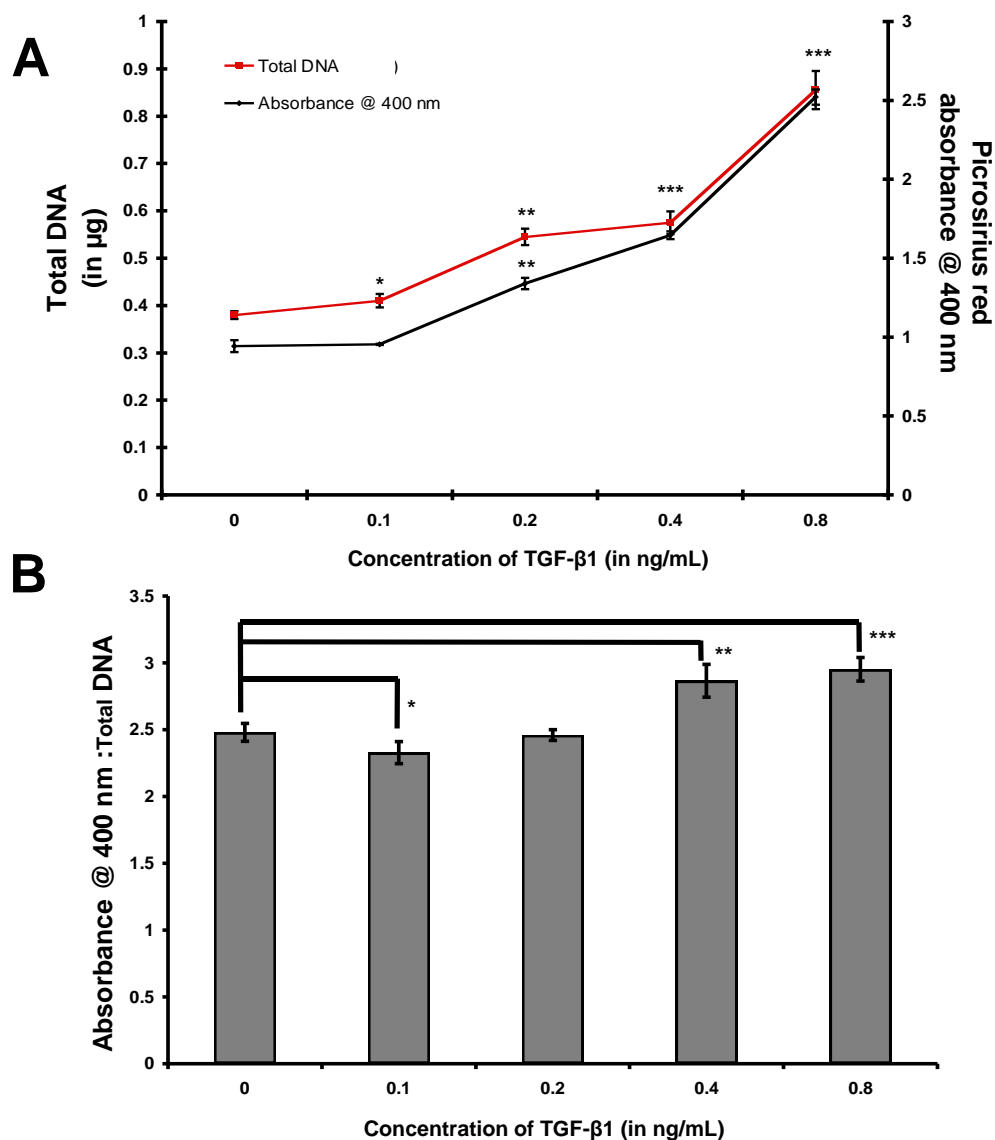 A
Total DNA )
Absorbance @ 400 nm
Total DNA
(in µg)
1
0.9
0.8
0.7
0.6
0.5
0.4
0.3
0.2
0.1
0
*
**
**
***
***
3
2.5
2
1.5
1
0.5
0
Picrosirius red
absorbance @ 400 nm
0 0.1 0.2 0.4 0.8
Concentration of TGF-β1 (in ng/mL)
B
Absorbance @ 400 nm :Total DNA
3.5
3
2.5
2
1.5
1
0.5
0
*
**
***
0 0.1 0.2 0.4 0.8
Concentration of TGF-β1 (in ng/mL)